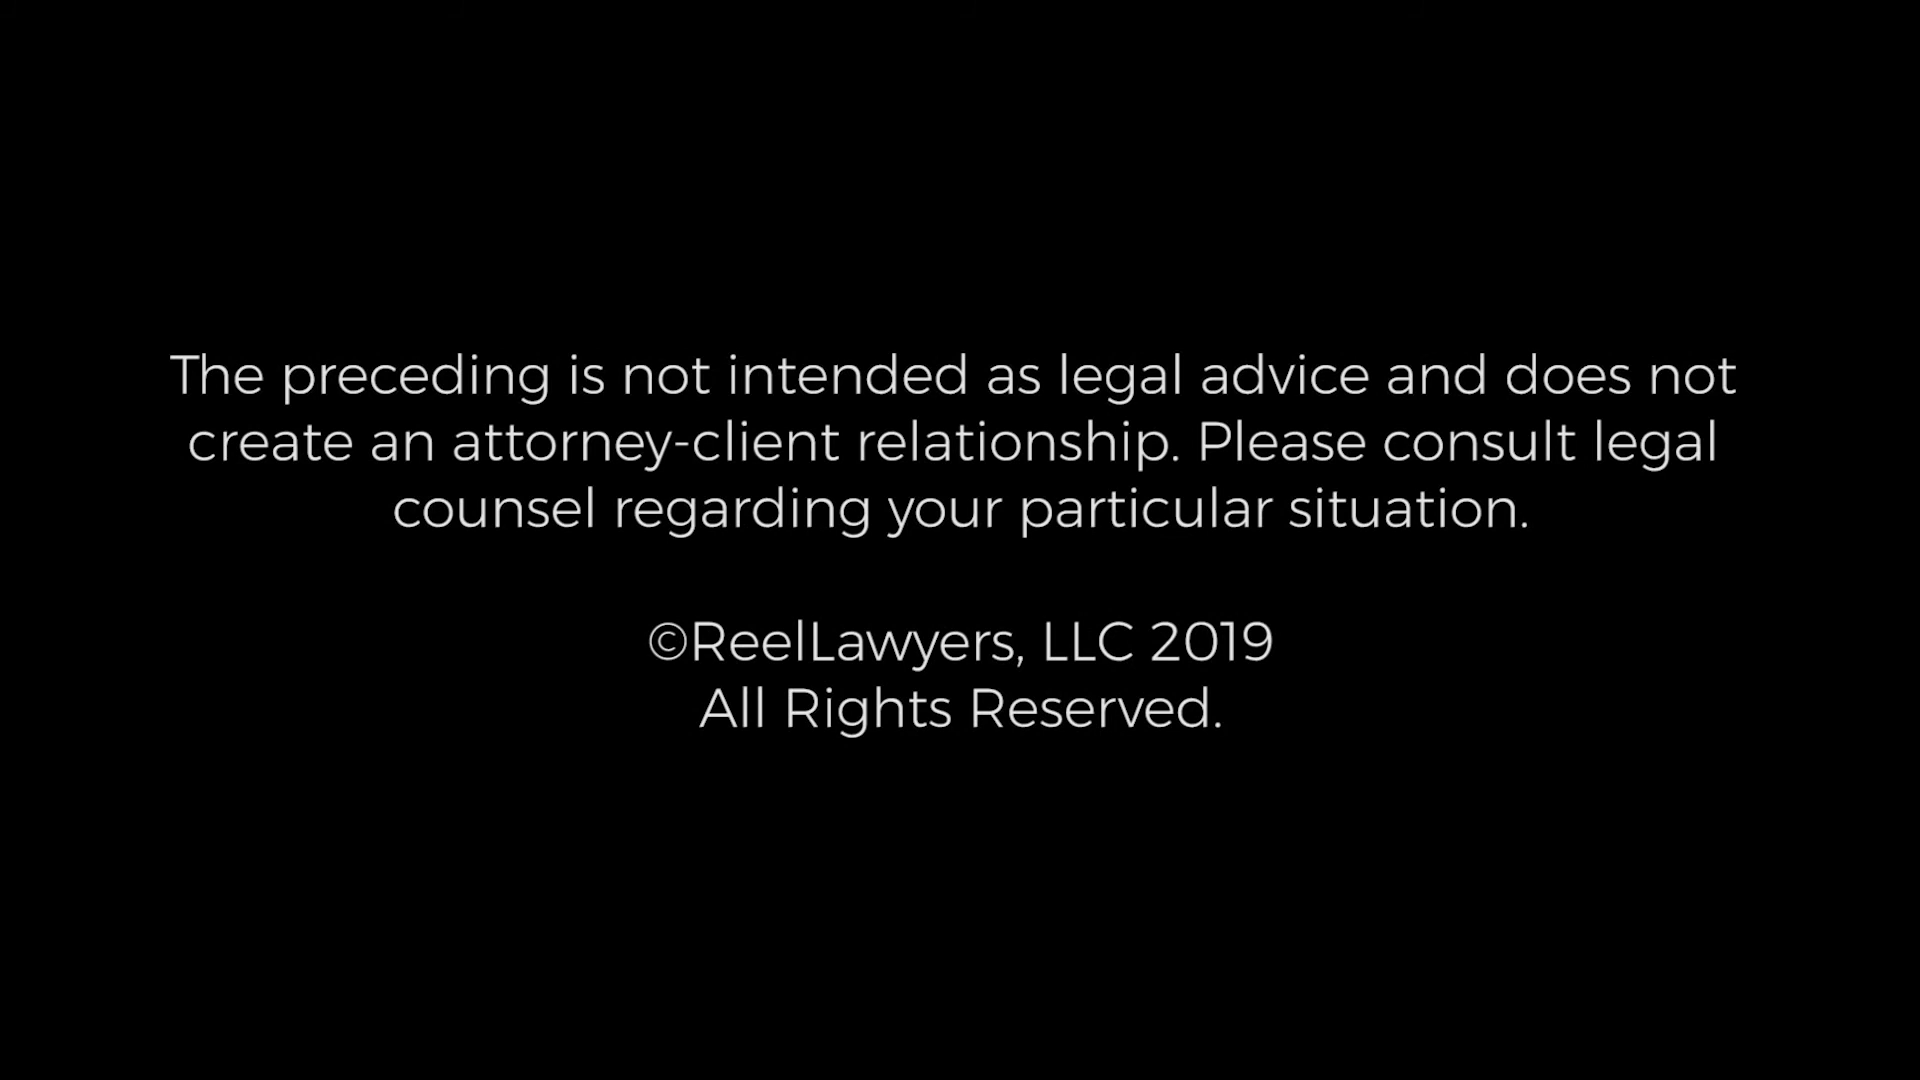 The preceding is not intended as legal advice and does not
create an attorney-client relationship. Please consult legal
counsel regarding your particular situation.
©ReelLawyers, LLC 2019
All Rights Reserved.